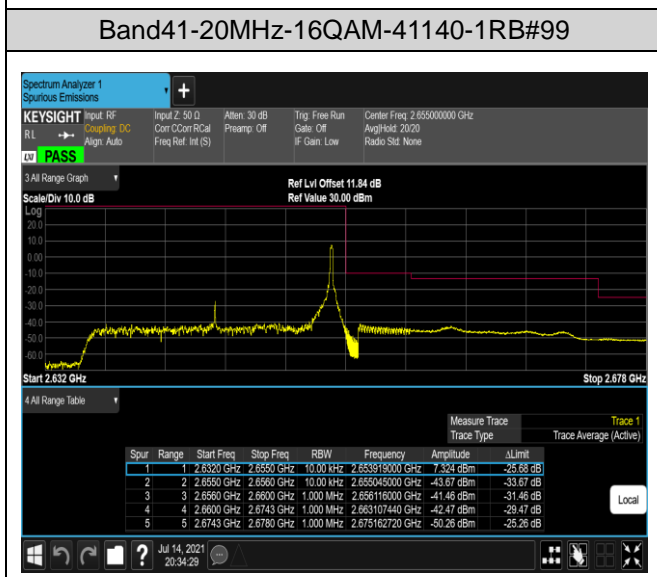 Band41-20MHz-16QAM-41140-1RB#99
Spectrum Analyzer 1
Spurious Emissions
KEYSIGHT Input: RF Input Z: 50 Ω Atten: 30 dB Trig: Free Run Center Freq: 2.655000000 GHz
R L Coupling: DC Corr CCorr RCal Preamp: Off Gate: Off Avg|Hold: 20/20
Align: Auto Freq Ref: Int (S) IF Gain: Low Radio Std: None
LXI PASS
3 All Range Graph
Ref Lvl Offset 11.84 dB
Scale/Div 10.0 dB Ref Value 30.00 dBm
Log
20.0
10.0
0.00
-10.0
-20.0
-30.0
-40.0
-50.0
-60.0
Start 2.632 GHz Stop 2.678 GHz
4 All Range Table
Measure Trace Trace 1
Trace Type Trace Average (Active)
Spur Range Start Freq Stop Freq RBW Frequency Amplitude ΔLimit
1 1 2.6320 GHz 2.6550 GHz 10.00 kHz 2.653919000 GHz 7.324 dBm -25.68 dB
2 2 2.6550 GHz 2.6560 GHz 10.00 kHz 2.655045000 GHz -43.67 dBm -33.67 dB
3 3 2.6560 GHz 2.6600 GHz 1.000 MHz 2.656116000 GHz -41.46 dBm -31.46 dB
4 4 2.6600 GHz 2.6743 GHz 1.000 MHz 2.663107440 GHz -42.47 dBm -29.47 dB
5 5 2.6743 GHz 2.6780 GHz 1.000 MHz 2.675162720 GHz -50.26 dBm -25.26 dB
Local
Jul 14, 2021
20:34:29